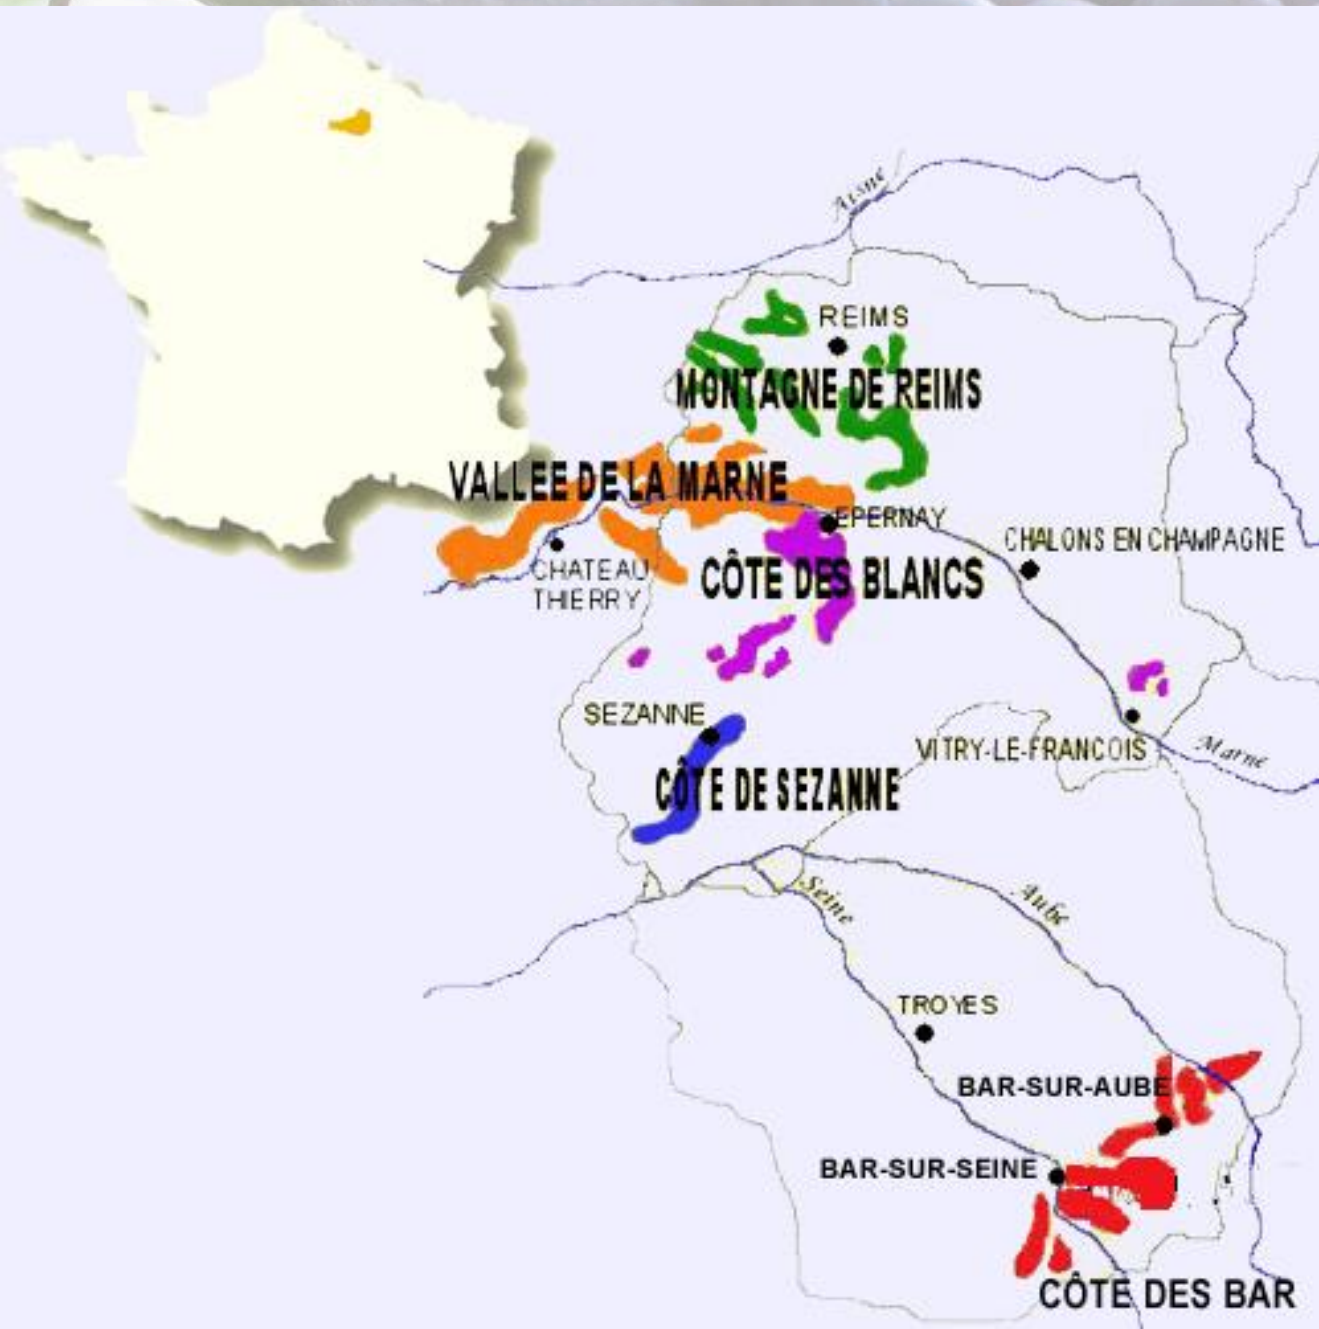 Aisne
REIMS
MONTAGNE DE REIMS
VALLEE DE LA MARNE
EPERNAY
CHALONS EN CHAMPAGNE
CHATEAU
THIERRY
CÔTE DES BLANCS
SEZANNE
VITRY-LE-FRANCOIS
Marne
CÔTE DE SEZANNE
Seine
Aube
TROYES
BAR-SUR-AUBE
BAR-SUR-SEINE
CÔTE DES BAR